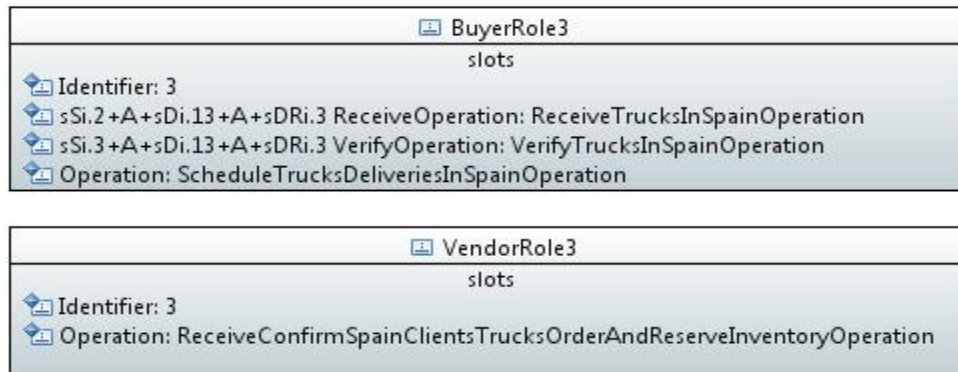 BuyerRole3
slots
Identifier: 3
sSi.2+A+sDi.13+A+sDRi.3 ReceiveOperation: ReceiveTrucksInSpainOperation
sSi.3+A+sDi.13+A+sDRi.3 VerifyOperation: VerifyTrucksInSpainOperation
Operation: ScheduleTrucksDeliveriesInSpainOperation
VendorRole3
slots
Identifier: 3
Operation: ReceiveConfirmSpainClientsTrucksOrderAndReserveInventoryOperation